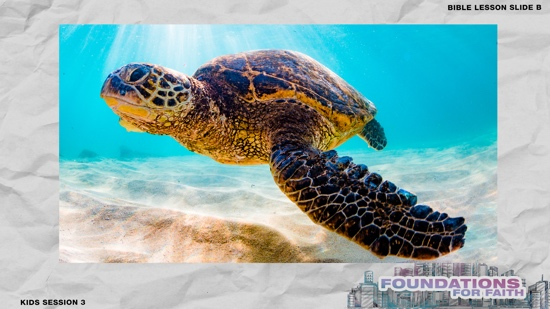 BIBLE LESSON SLIDE B
KIDS SESSION 3
FOUNDATIONS
FOR FAITH